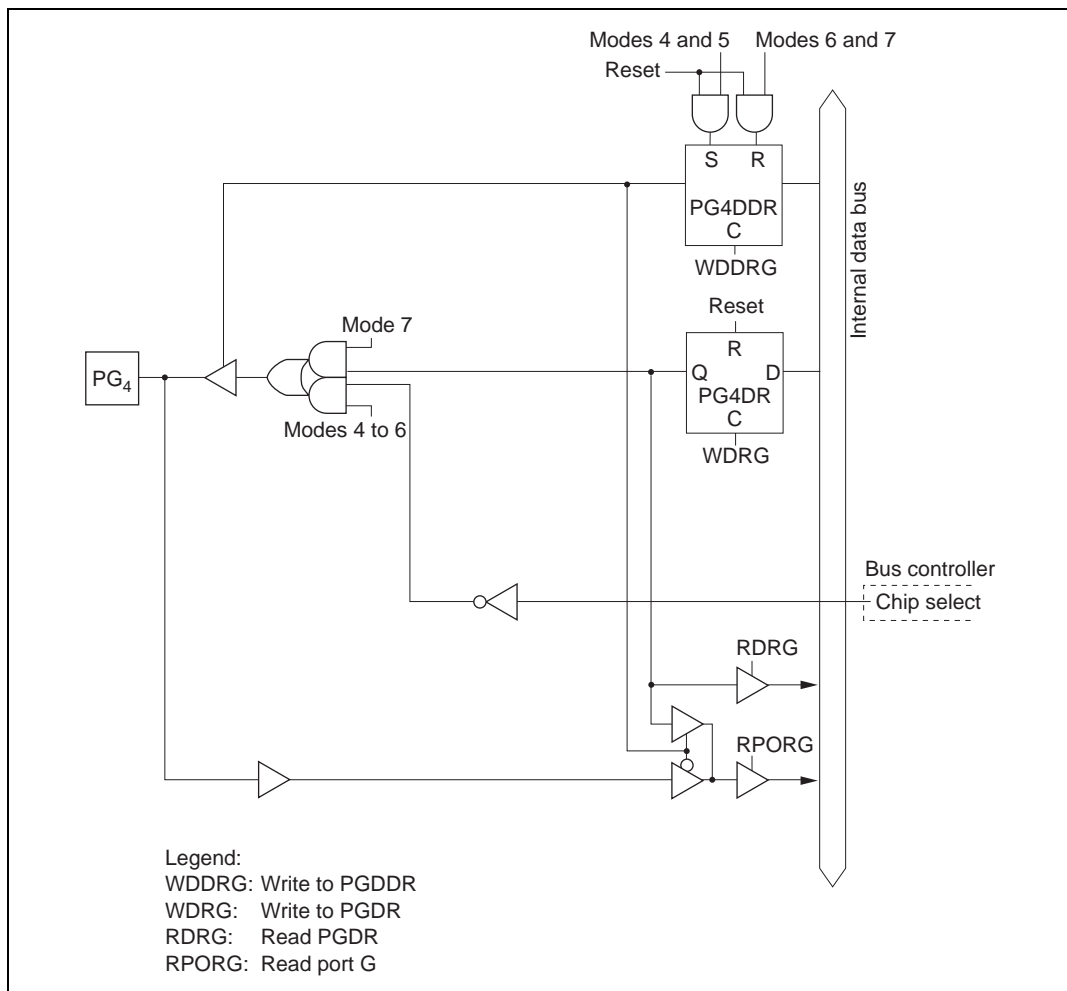 Modes 4 and 5
Modes 6 and 7
Reset
S R
PG4DDR
C
WDDRG
Internal data bus
Reset
R
Q D
PG4DR
C
WDRG
Mode 7
PG4
Modes 4 to 6
Bus controller
Chip select
RDRG
RPORG
Legend:
WDDRG: Write to PGDDR
WDRG: Write to PGDR
RDRG: Read PGDR
RPORG: Read port G